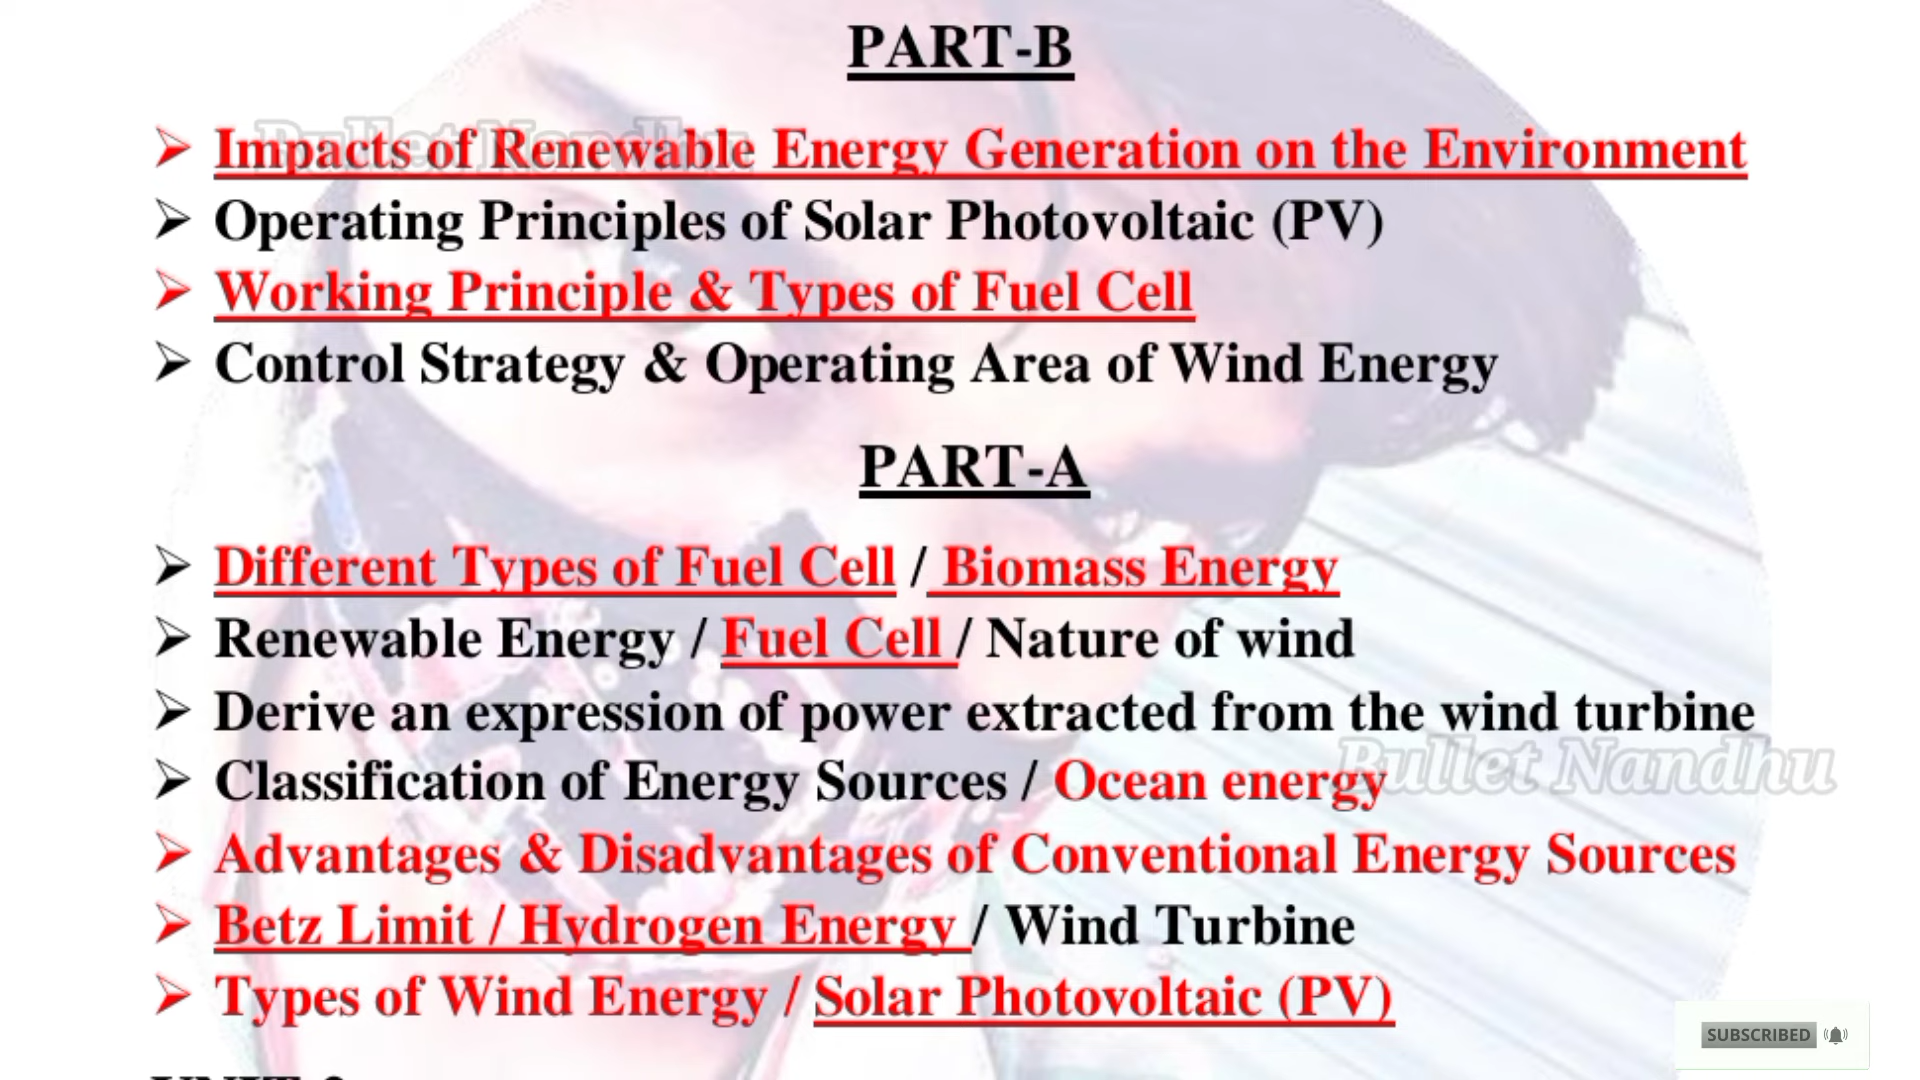 PART-B
Bullet Nandhu
➢ Impacts of Renewable Energy Generation on the Environment
➢ Operating Principles of Solar Photovoltaic (PV)
➢ Working Principle & Types of Fuel Cell
➢ Control Strategy & Operating Area of Wind Energy
PART-A
➢ Different Types of Fuel Cell / Biomass Energy
➢ Renewable Energy / Fuel Cell / Nature of wind
➢ Derive an expression of power extracted from the wind turbine
Bullet Nandhu
➢ Classification of Energy Sources / Ocean energy
➢ Advantages & Disadvantages of Conventional Energy Sources
➢ Betz Limit / Hydrogen Energy / Wind Turbine
➢ Types of Wind Energy / Solar Photovoltaic (PV)
SUBSCRIBED